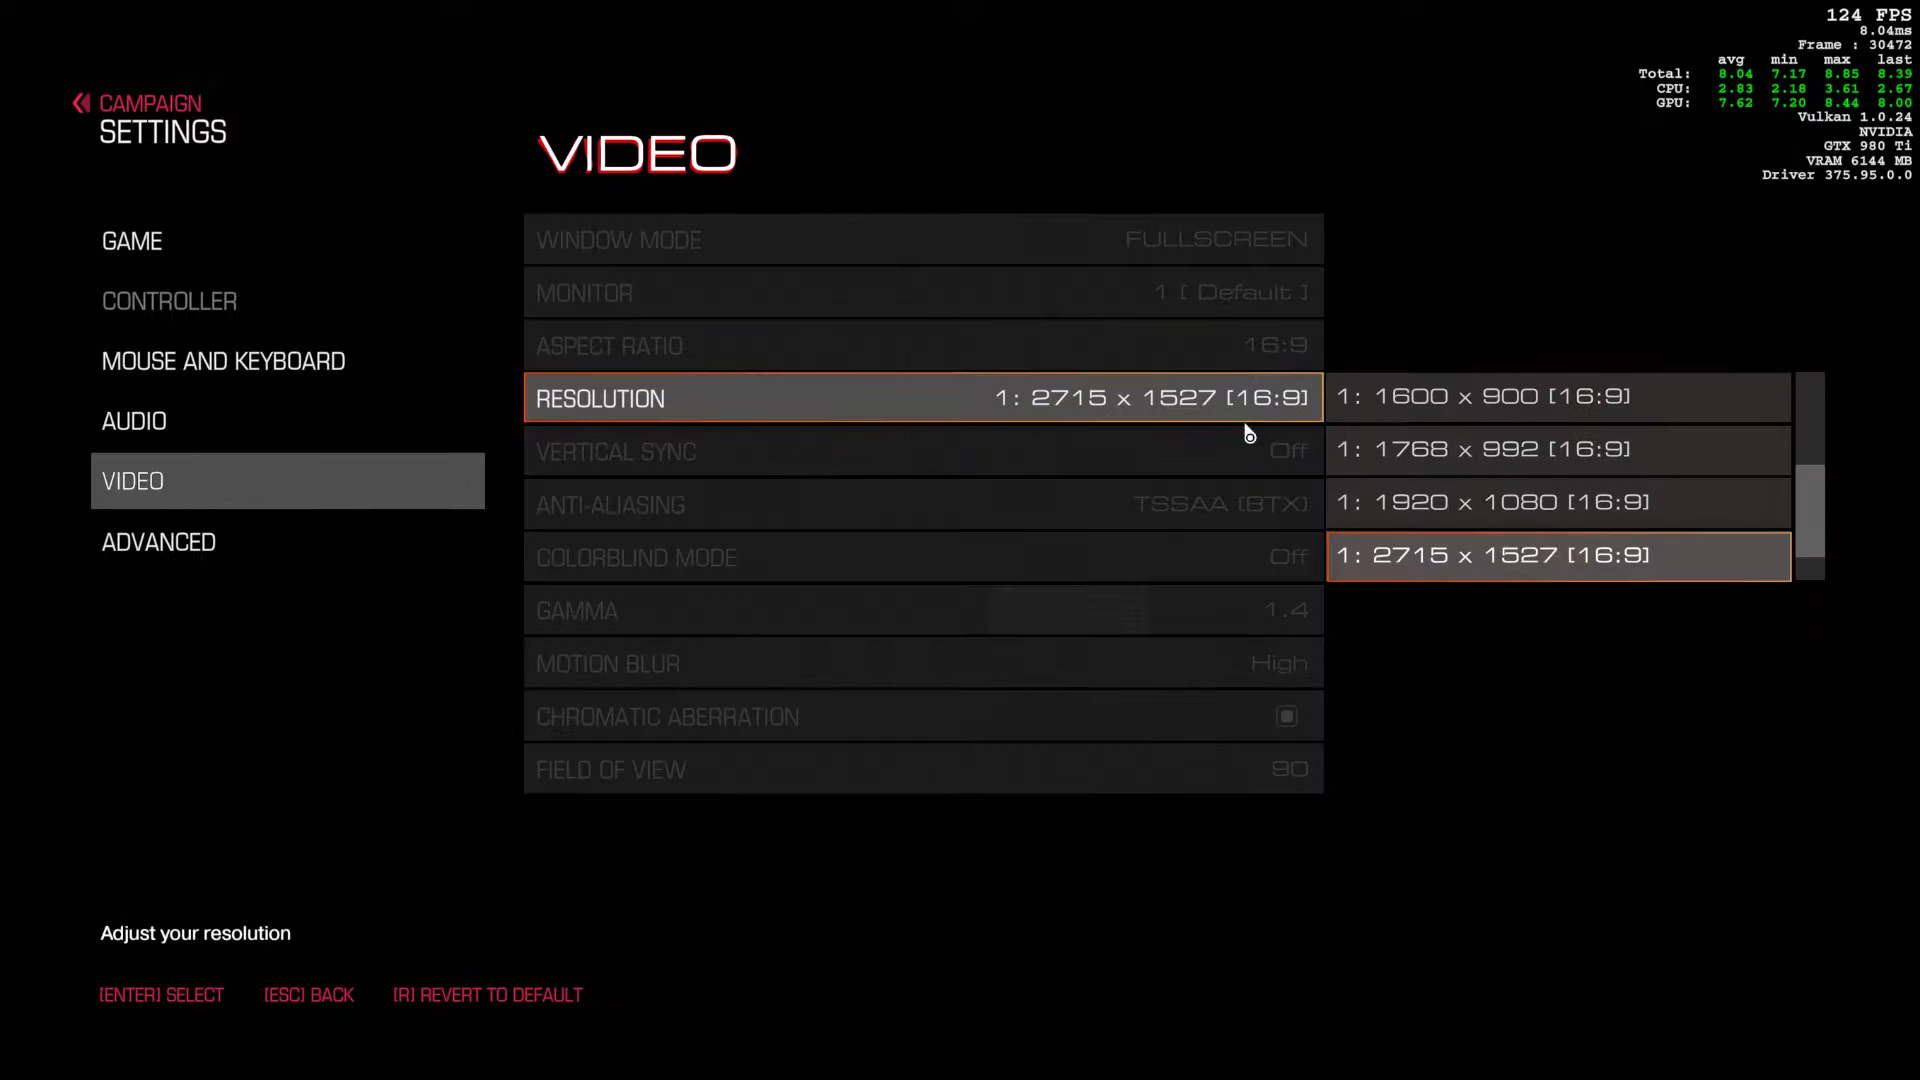 124 FPS
8.04ms
Frame : 30472
avg min max last
Total: 8.04 7.17 8.85 8.39
CPU: 2.83 2.18 3.61 2.67
GPU: 7.62 7.20 8.44 8.00
Vulkan 1.0.24
NVIDIA
GTX 980 Ti
VRAM 6144 MB
Driver 375.95.0.0
CAMPAIGN
SETTINGS
GAME
CONTROLLER
MOUSE AND KEYBOARD
AUDIO
VIDEO
ADVANCED
VIDEO
WINDOW MODE FULLSCREEN
MONITOR 1 [ Default ]
ASPECT RATIO 16:9
RESOLUTION 1: 2715 x 1527 [16:9]
VERTICAL SYNC Off
ANTI-ALIASING TSSAA (8TX)
COLORBLIND MODE Off
GAMMA 1.4
MOTION BLUR High
CHROMATIC ABERRATION
FIELD OF VIEW 90
1: 1600 x 900 [16:9]
1: 1768 x 992 [16:9]
1: 1920 x 1080 [16:9]
1: 2715 x 1527 [16:9]
Adjust your resolution
[ENTER] SELECT [ESC] BACK [R] REVERT TO DEFAULT